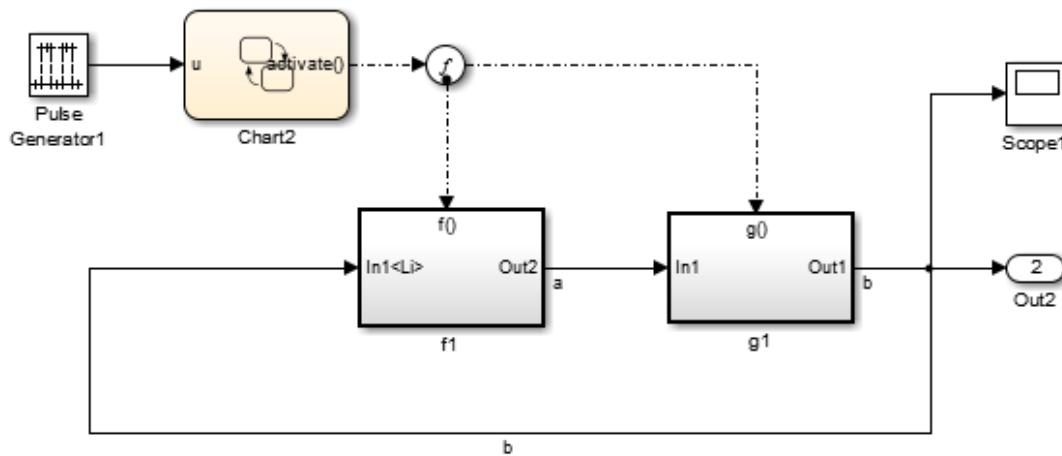 Pulse
Generator1
u
activate()
Chart2
f
Scope1
f()
In1<Li>
Out2
a
f1
g()
In1
Out1
b
g1
2
Out2
b